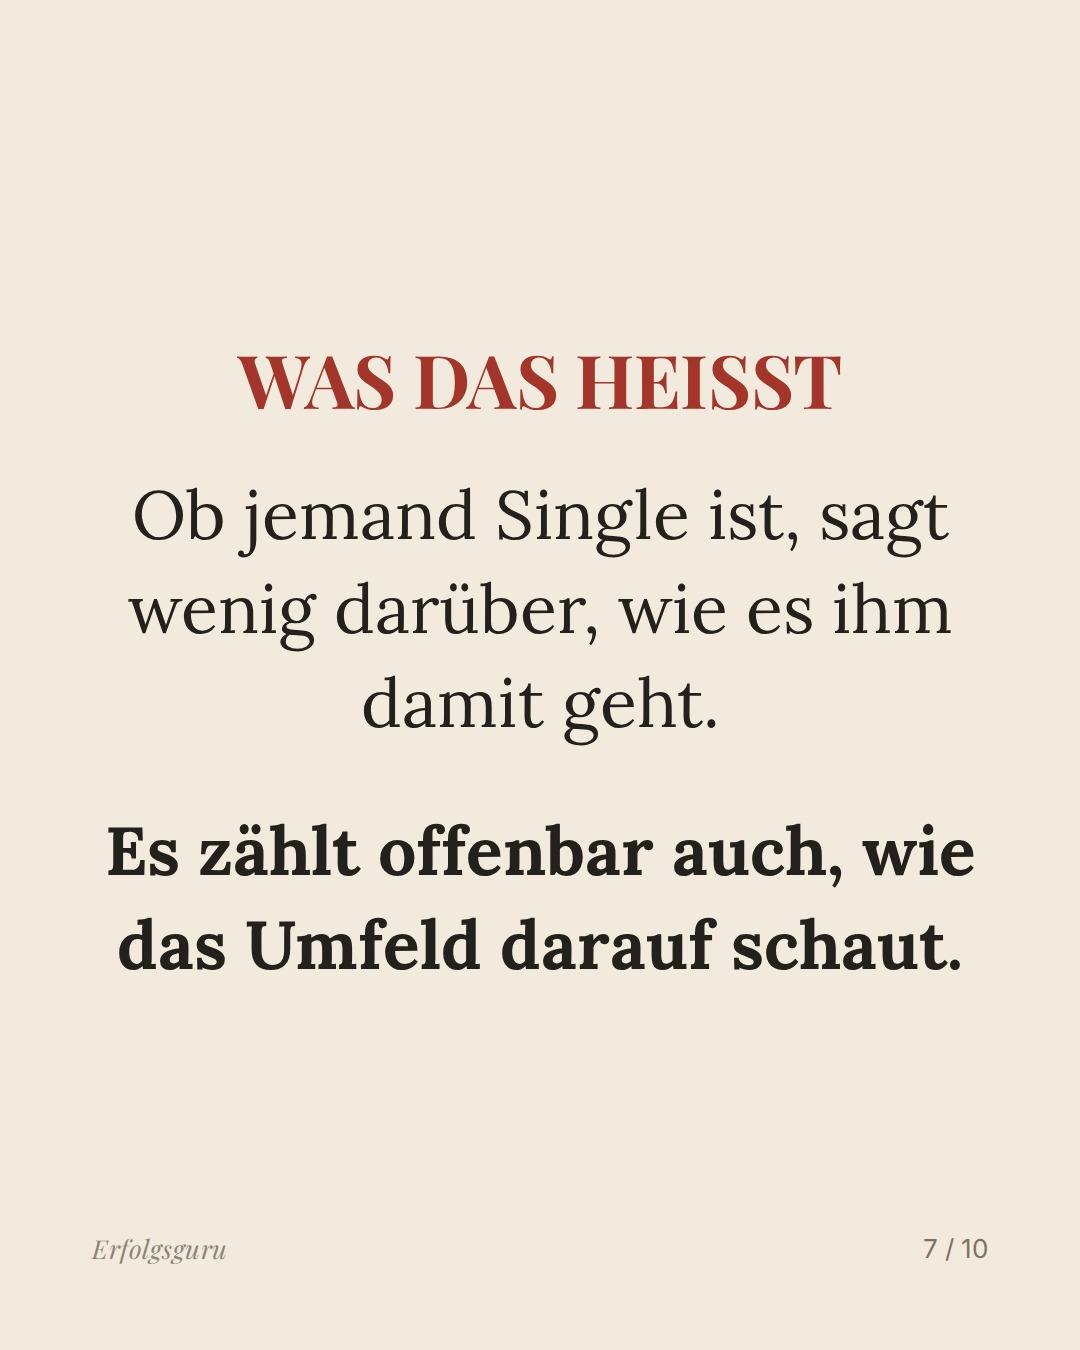 WAS DAS HEISST
Ob jemand Single ist, sagt
wenig darüber, wie es ihm
damit geht.
Es zählt offenbar auch, wie
das Umfeld darauf schaut.
Erfolgsguru
7 / 10